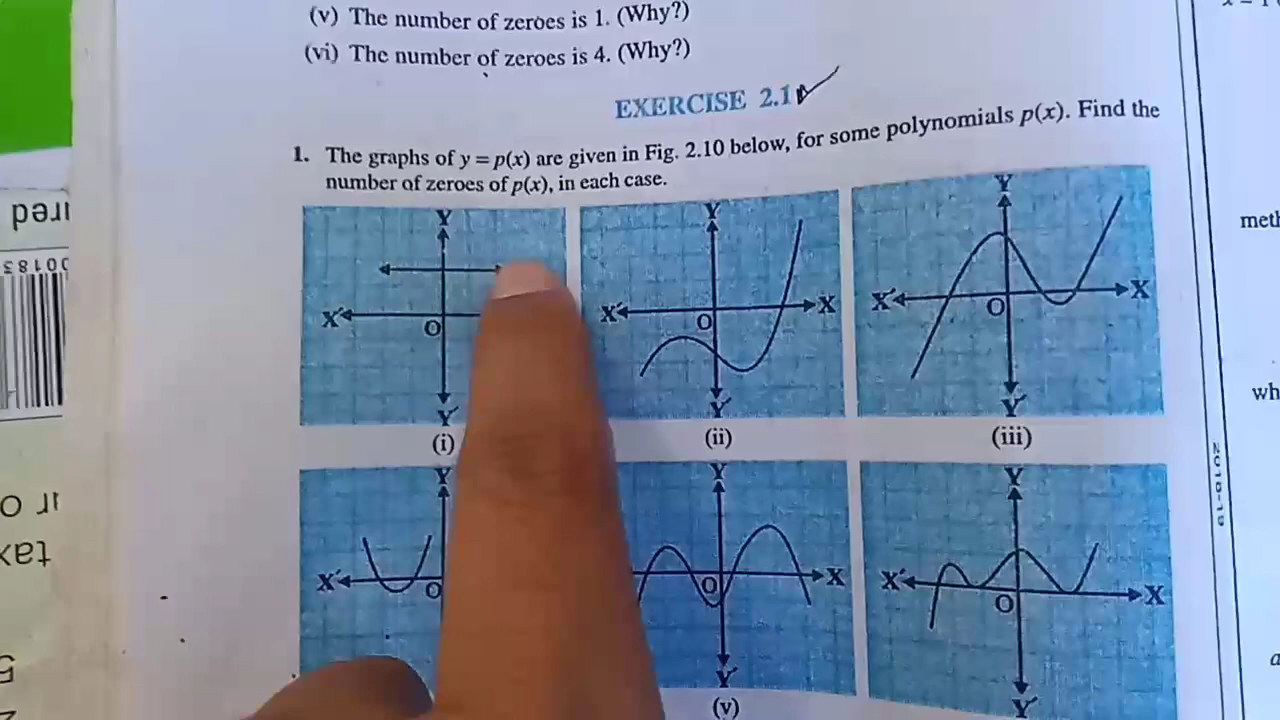 (v) The number of zeroes is 1. (Why?)
(vi) The number of zeroes is 4. (Why?)
EXERCISE 2.1
1. The graphs of y = p(x) are given in Fig. 2.10 below, for some polynomials p(x). Find the
number of zeroes of p(x), in each case.
Y Y Y
X' O X' O X X' O X
Y' Y' Y'
(i) (ii) (iii)
Y Y Y
X' O O X X' O X
Y' Y'
(v)
2018-19